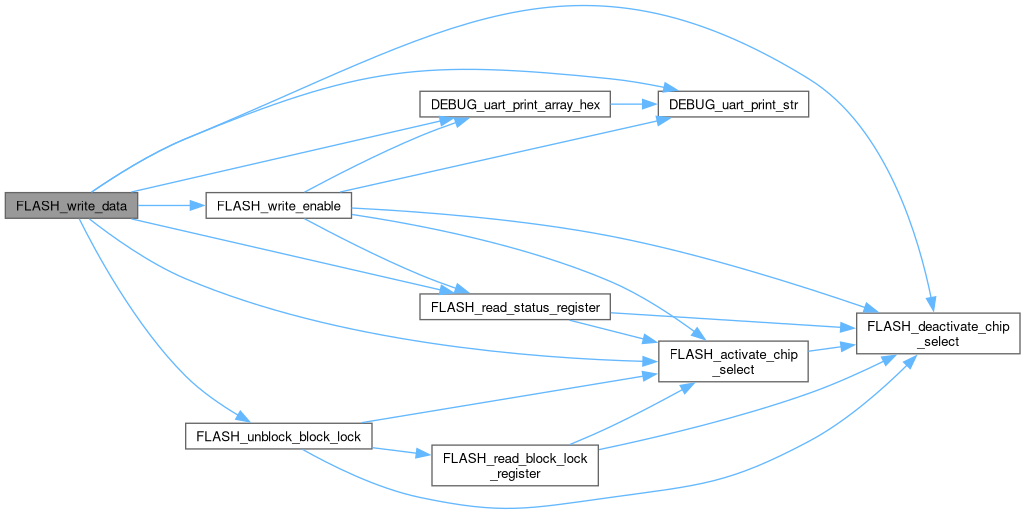 FLASH_write_data
FLASH_write_enable
DEBUG_uart_print_array_hex
DEBUG_uart_print_str
FLASH_read_status_register
FLASH_activate_chip
_select
FLASH_deactivate_chip
_select
FLASH_unblock_block_lock
FLASH_read_block_lock
_register